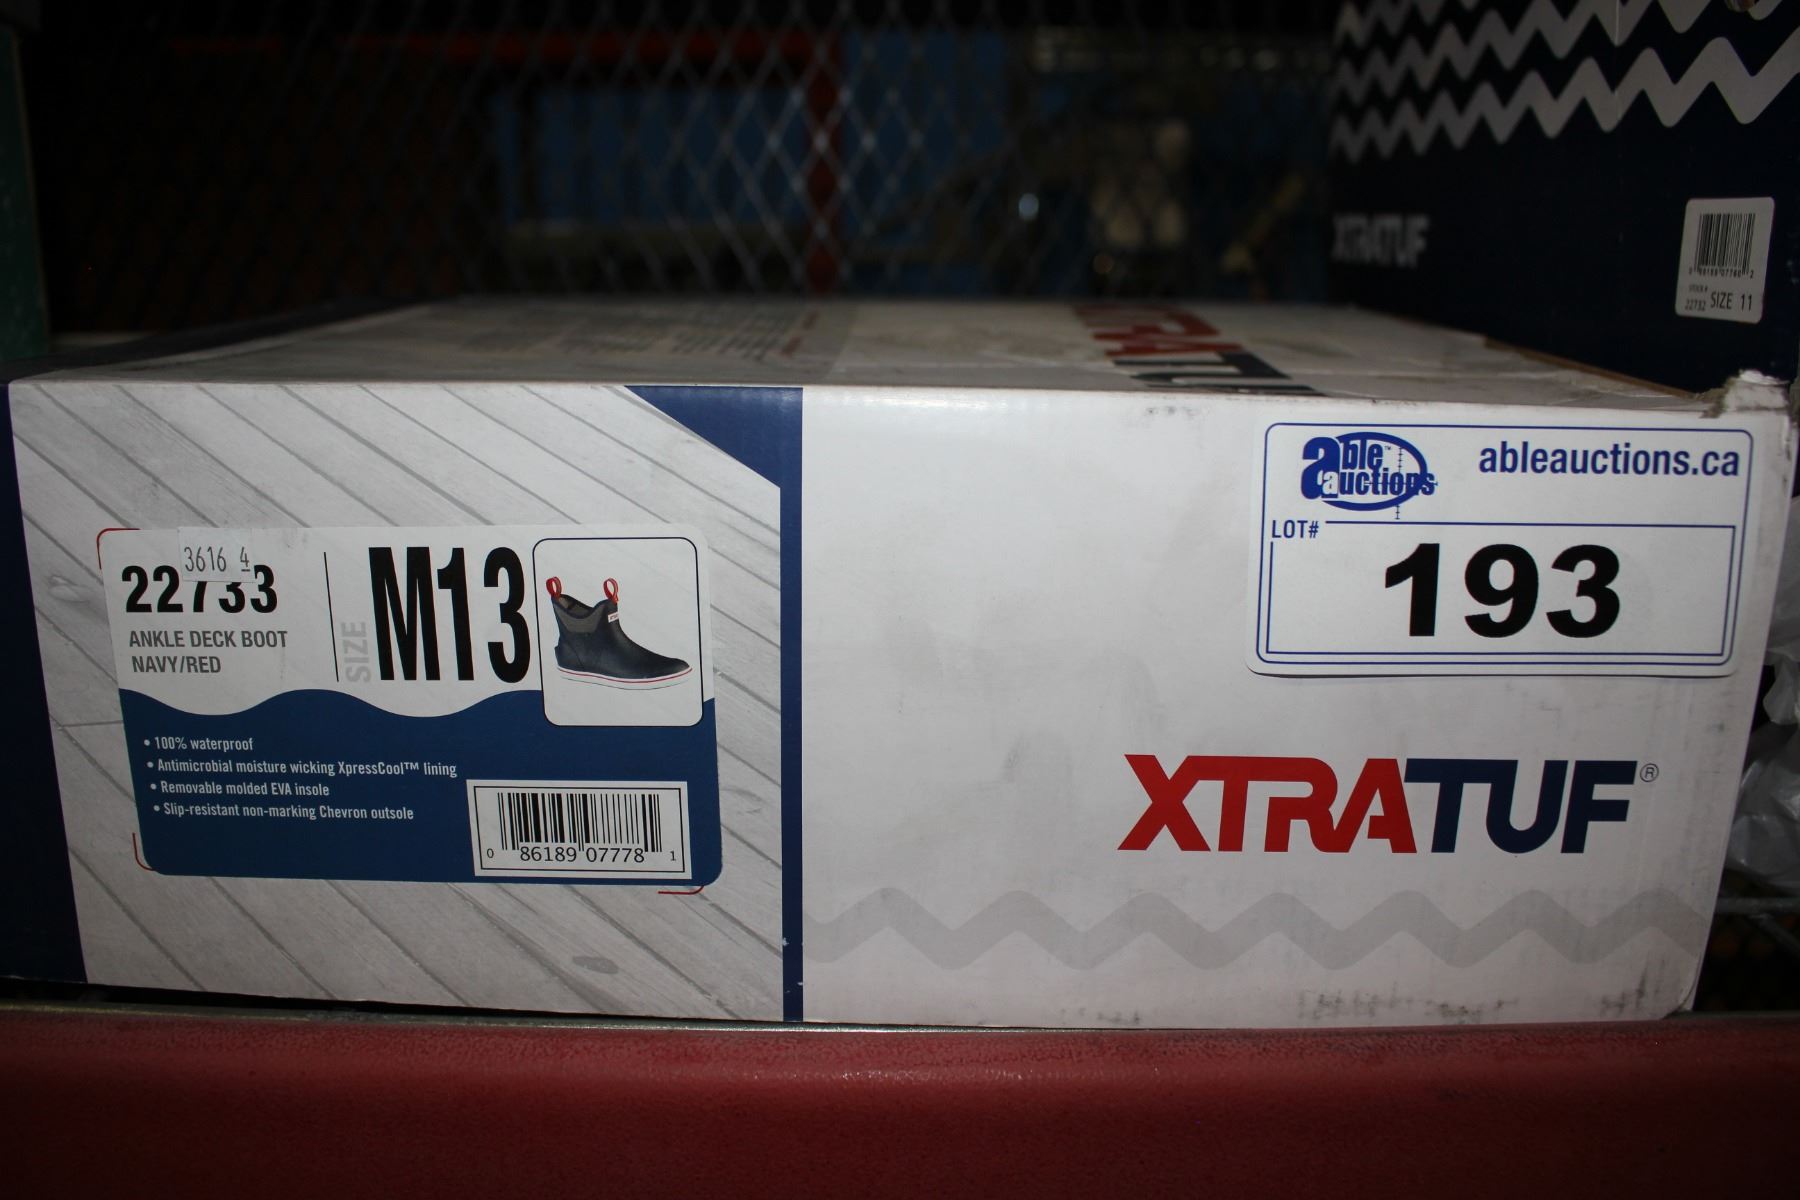 XTRATUF
STOCK #
22732 SIZE 11
able™
auctions
ableauctions.ca
LOT#
193
3616 4
22733
ANKLE DECK BOOT
NAVY/RED
SIZE
M13
• 100% waterproof
• Antimicrobial moisture wicking XpressCool™ lining
• Removable molded EVA insole
• Slip-resistant non-marking Chevron outsole
0 86189 07778 1
XTRATUF®